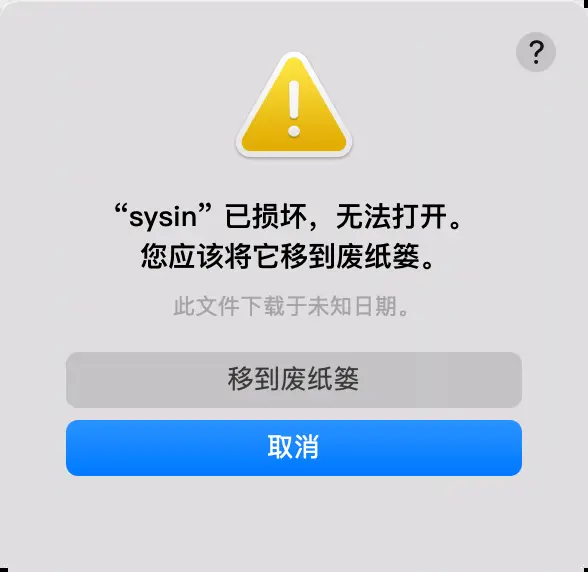 ?
“sysin” 已损坏，无法打开。
您应该将它移到废纸篓。
此文件下载于未知日期。
移到废纸篓
取消